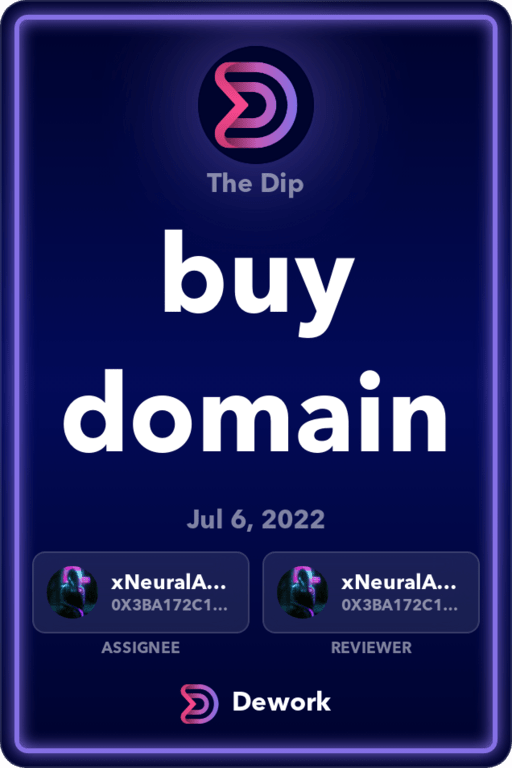 The Dip
buy
domain
Jul 6, 2022
xNeuralA... xNeuralA...
0X3BA172C1... 0X3BA172C1...
ASSIGNEE REVIEWER
Dework